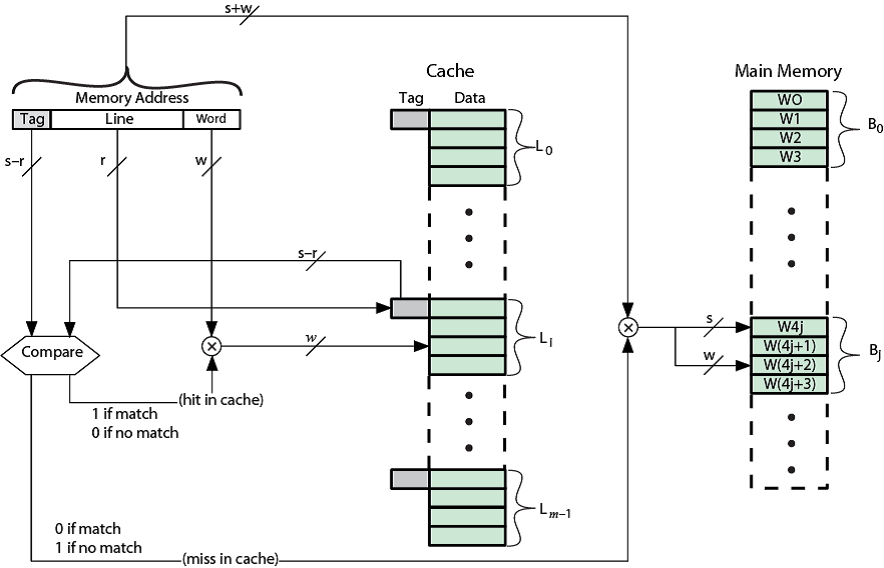 s+w
Cache
Main Memory
Memory Address
Tag Data
Tag Line Word
W0
W1
W2
W3
B0
L0
s–r
r
w
s–r
W4j
W(4j+1)
W(4j+2)
W(4j+3)
Bj
s
w
Li
w
Compare
(hit in cache)
1 if match
0 if no match
Lm–1
0 if match
1 if no match
(miss in cache)